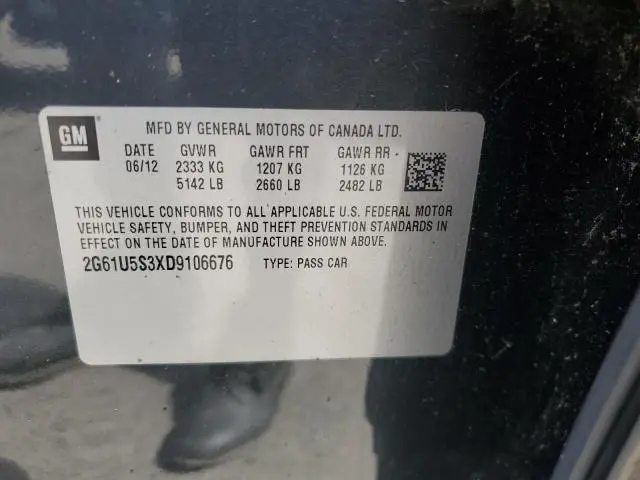 GM
MFD BY GENERAL MOTORS OF CANADA LTD.
DATE GVWR GAWR FRT GAWR RR
06/12 2333 KG 1207 KG 1126 KG
5142 LB 2660 LB 2482 LB
THIS VEHICLE CONFORMS TO ALL APPLICABLE U.S. FEDERAL MOTOR
VEHICLE SAFETY, BUMPER, AND THEFT PREVENTION STANDARDS IN
EFFECT ON THE DATE OF MANUFACTURE SHOWN ABOVE.
2G61U5S3XD9106676 TYPE: PASS CAR